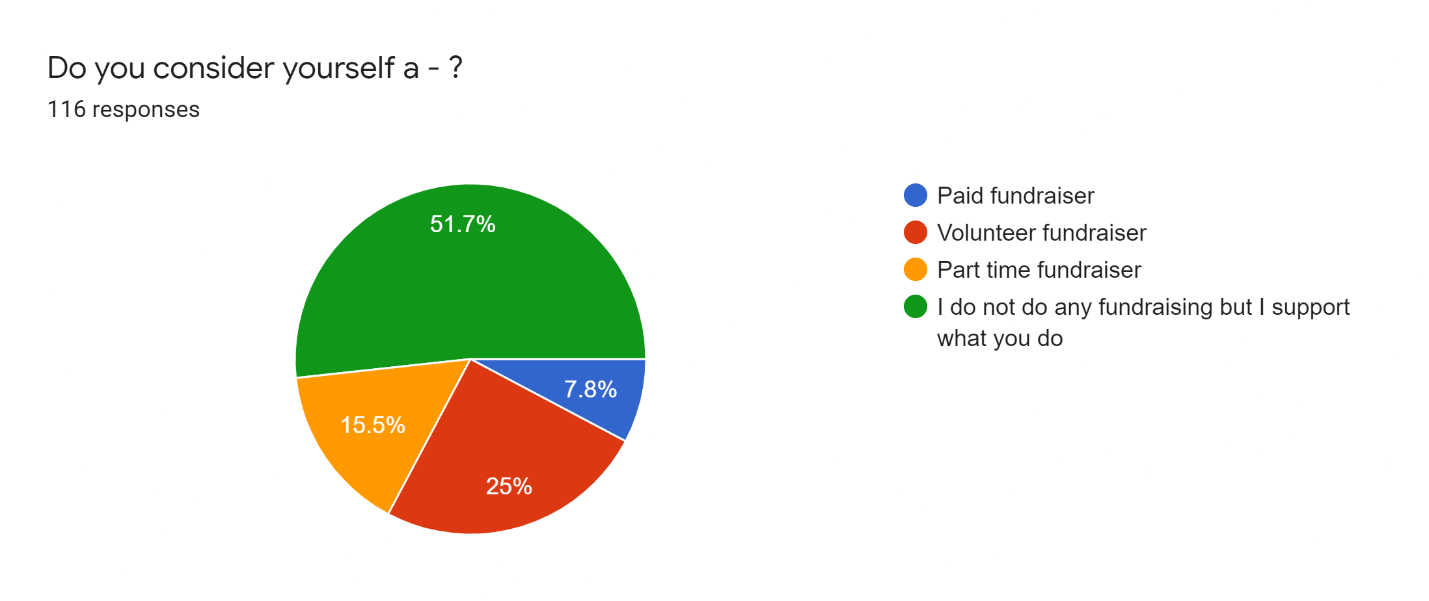 Do you consider yourself a - ?
116 responses
51.7%
7.8%
15.5%
25%
Paid fundraiser
Volunteer fundraiser
Part time fundraiser
I do not do any fundraising but I support
what you do